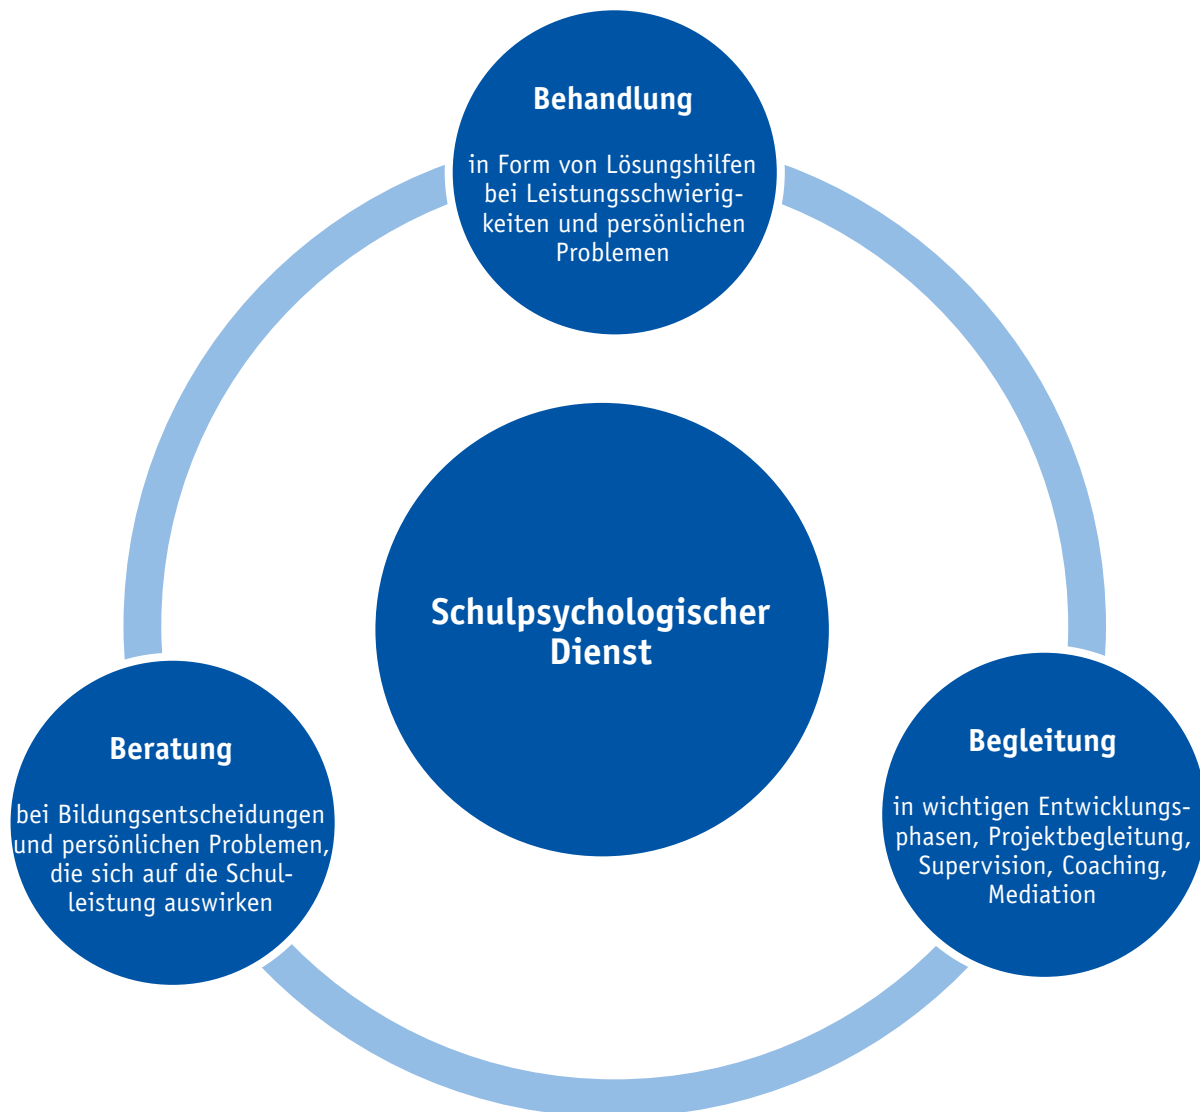 Behandlung
in Form von Lösungshilfen
bei Leistungsschwierig-
keiten und persönlichen
Problemen
Schulpsychologischer
Dienst
Beratung
bei Bildungsentscheidungen
und persönlichen Problemen,
die sich auf die Schul-
leistung auswirken
Begleitung
in wichtigen Entwicklungs-
phasen, Projektbegleitung,
Supervision, Coaching,
Mediation